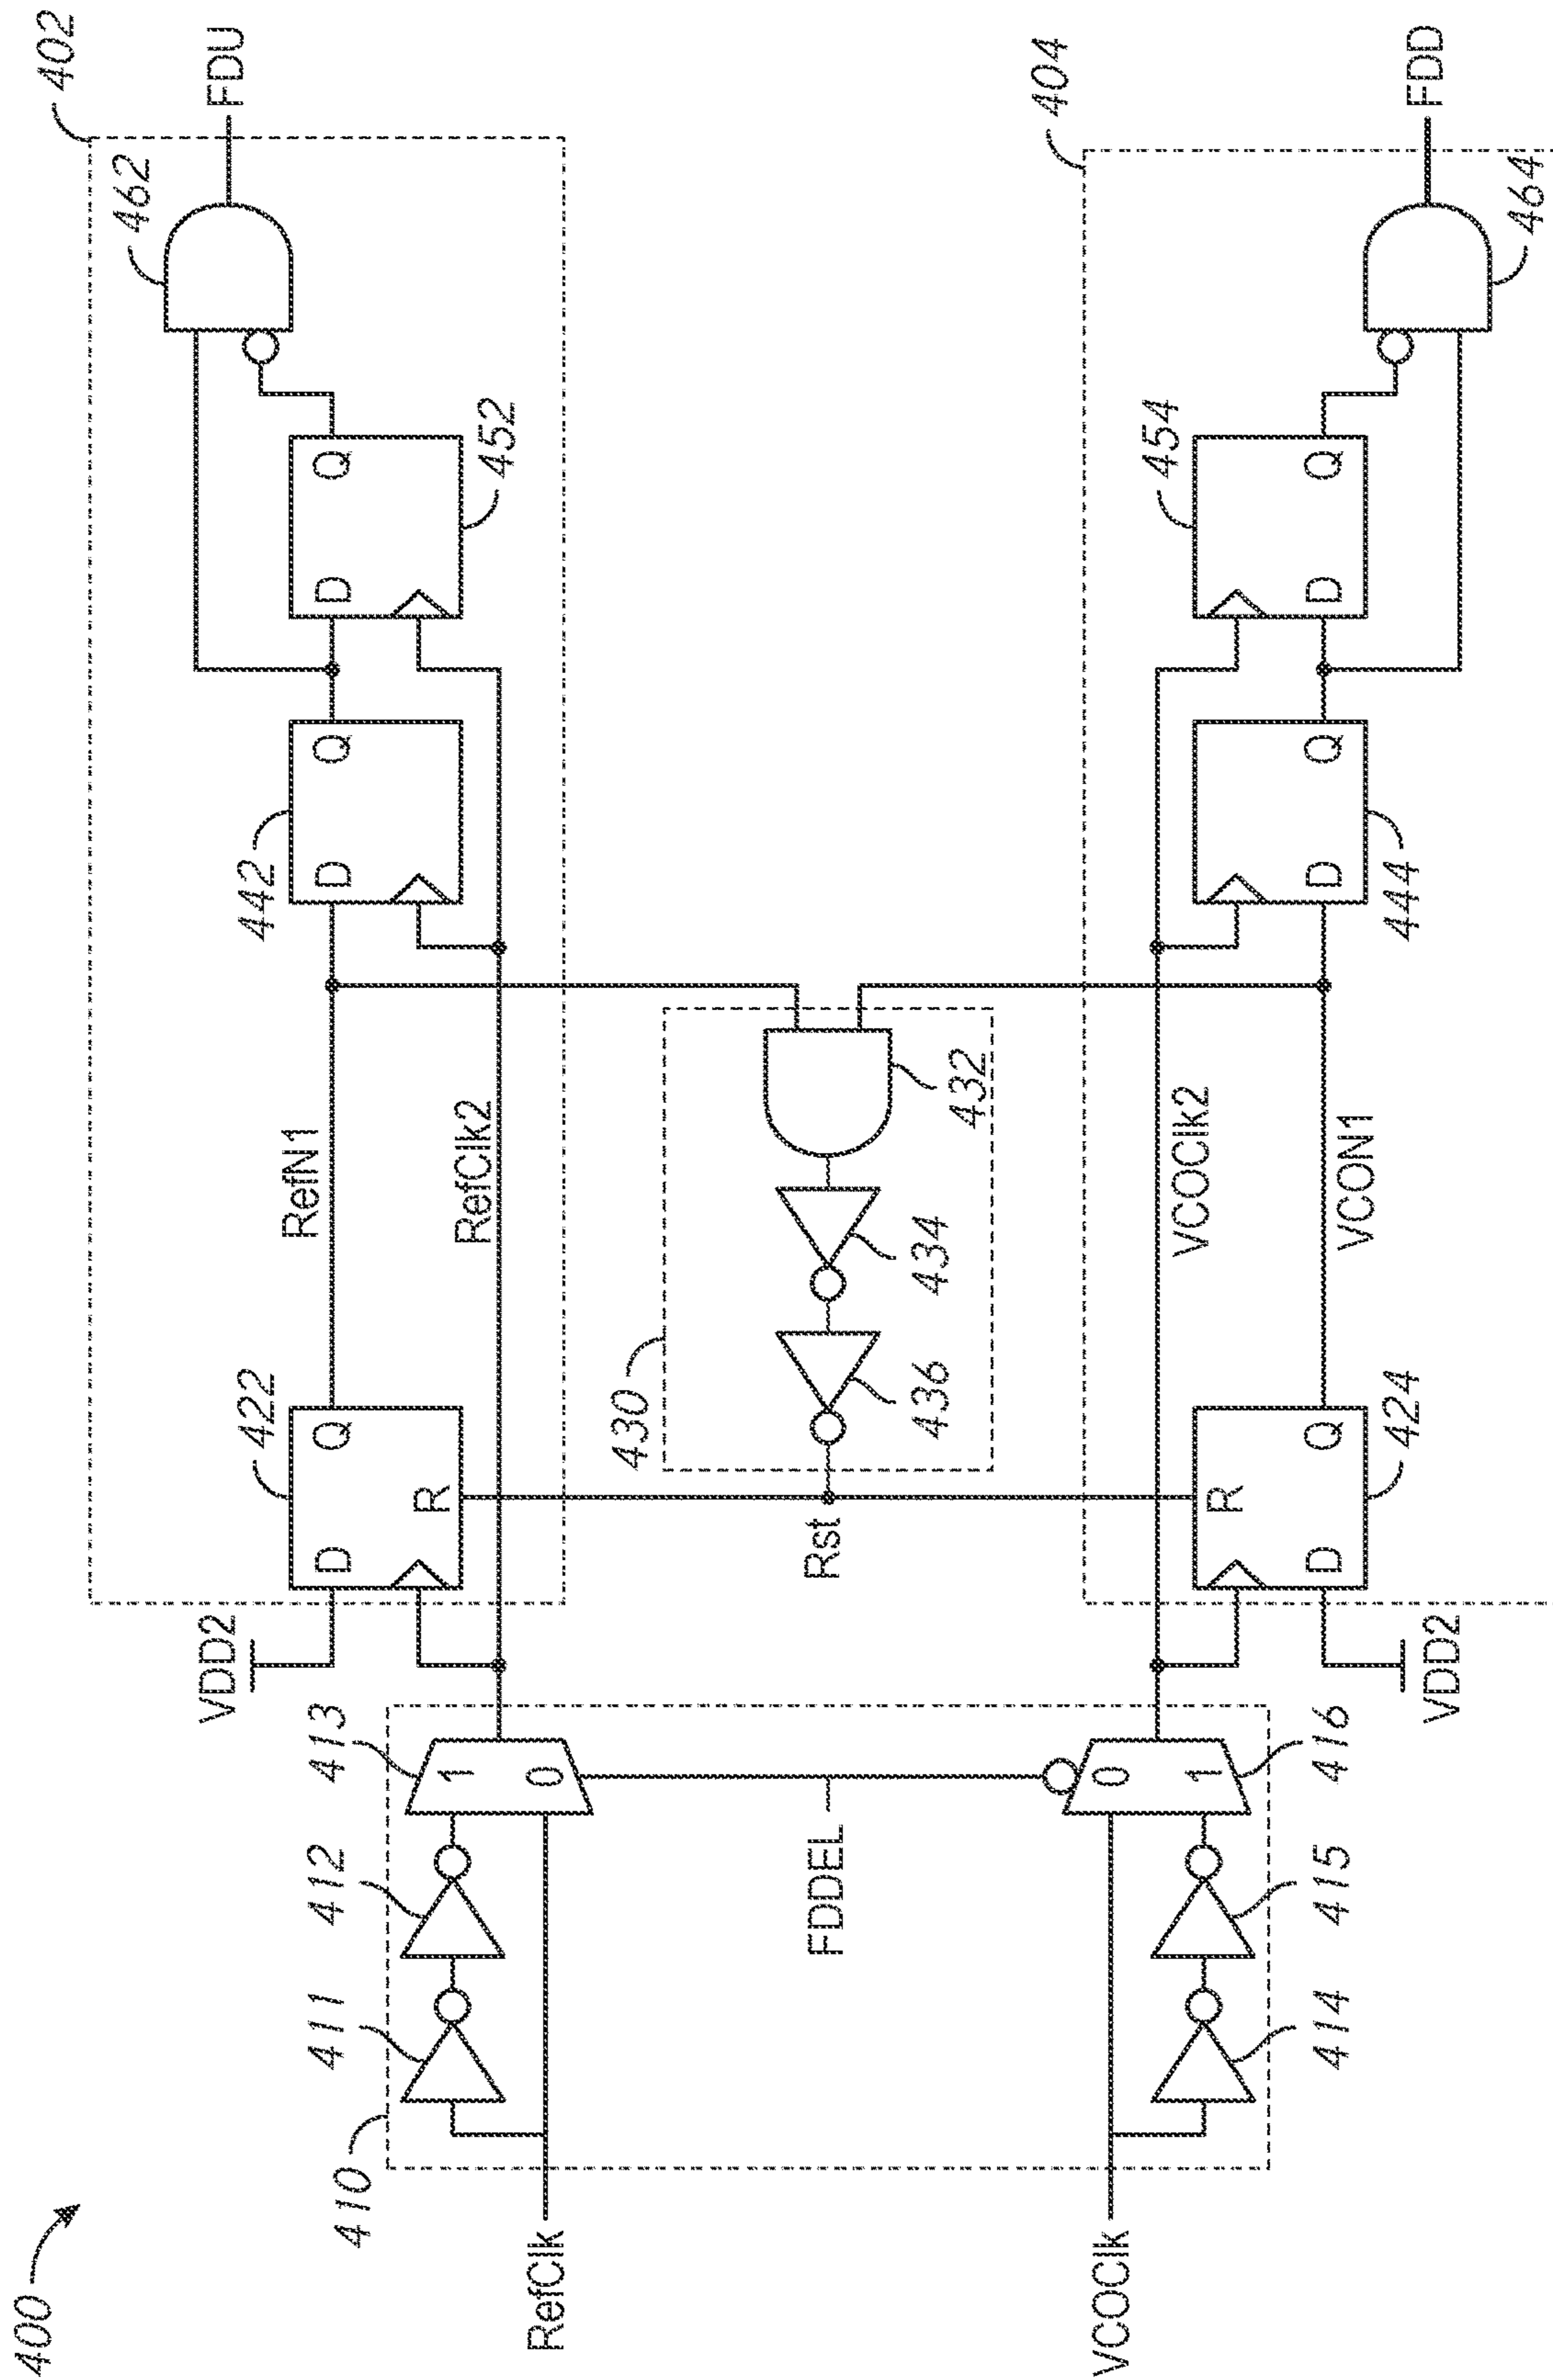 400
402
FDU
462
452
Q
D
442
Q
D
RefN1
RefClk2
422
Q
R
D
VDD2
430
432
434
436
Rst
404
FDD
464
454
Q
D
444
Q
D
VCOClk2
VCON1
424
R
Q
D
VDD2
410
411
412
413
1
0
FDDEL
0
1
414
415
416
RefClk
VCOClk